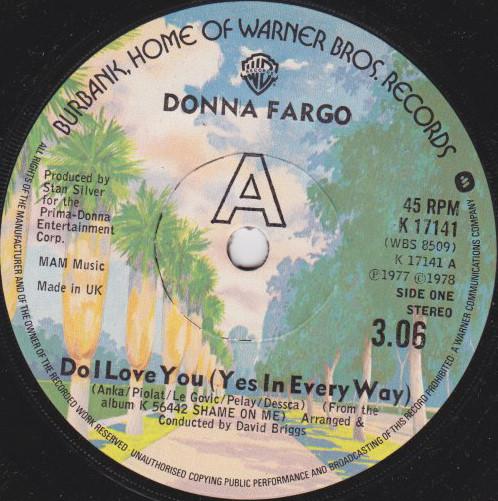 BURBANK, HOME OF WARNER BROS. RECORDS
DONNA FARGO
A
Produced by
Stan Silver
for the
Prima-Donna
Entertainment
Corp.
MAM Music
Made in UK
45 RPM
K 17141
(WBS 8509)
K 17141 A
℗1977 ©1978
SIDE ONE
STEREO
3.06
Do I Love You (Yes In Every Way)
(Anka/Piolat/Le Govic/Pelay/Dessca) (From the
album K 56442 SHAME ON ME) Arranged &
Conducted by David Briggs
ALL RIGHTS OF THE MANUFACTURER AND OF THE OWNER OF THE RECORDED WORK RESERVED. UNAUTHORISED COPYING PUBLIC PERFORMANCE AND BROADCASTING OF THIS RECORD PROHIBITED. A WARNER COMMUNICATIONS COMPANY